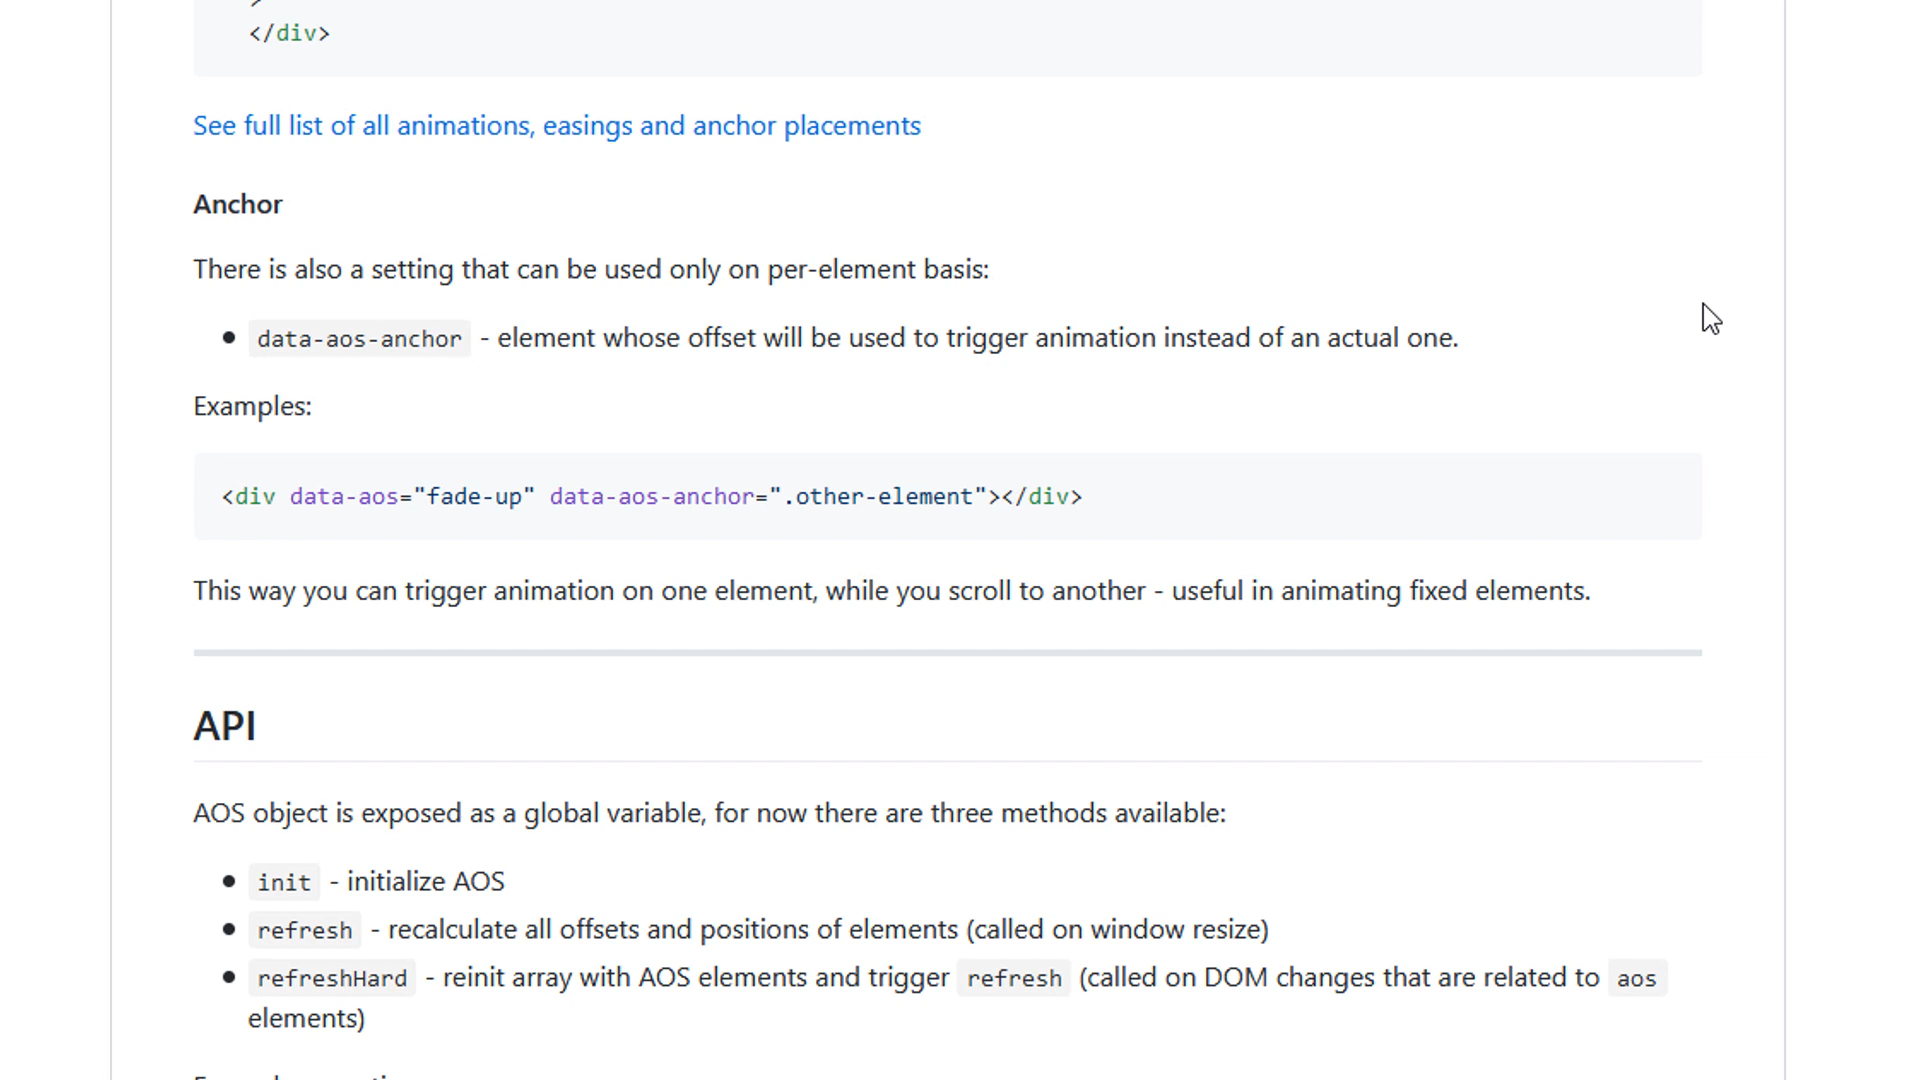 </div>
See full list of all animations, easings and anchor placements
Anchor
There is also a setting that can be used only on per-element basis:
data-aos-anchor - element whose offset will be used to trigger animation instead of an actual one.
Examples:
<div data-aos="fade-up" data-aos-anchor=".other-element"></div>
This way you can trigger animation on one element, while you scroll to another - useful in animating fixed elements.
API
AOS object is exposed as a global variable, for now there are three methods available:
init - initialize AOS
refresh - recalculate all offsets and positions of elements (called on window resize)
refreshHard - reinit array with AOS elements and trigger refresh (called on DOM changes that are related to aos
elements)